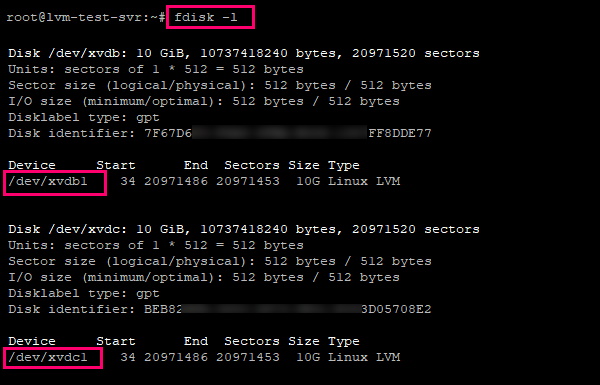 root@lvm-test-svr:~# fdisk -l
Disk /dev/xvdb: 10 GiB, 10737418240 bytes, 20971520 sectors
Units: sectors of 1 * 512 = 512 bytes
Sector size (logical/physical): 512 bytes / 512 bytes
I/O size (minimum/optimal): 512 bytes / 512 bytes
Disklabel type: gpt
Disk identifier: 7F67D6 FF8DDE77
Device Start End Sectors Size Type
/dev/xvdb1 34 20971486 20971453 10G Linux LVM
Disk /dev/xvdc: 10 GiB, 10737418240 bytes, 20971520 sectors
Units: sectors of 1 * 512 = 512 bytes
Sector size (logical/physical): 512 bytes / 512 bytes
I/O size (minimum/optimal): 512 bytes / 512 bytes
Disklabel type: gpt
Disk identifier: BEB82 3D05708E2
Device Start End Sectors Size Type
/dev/xvdc1 34 20971486 20971453 10G Linux LVM